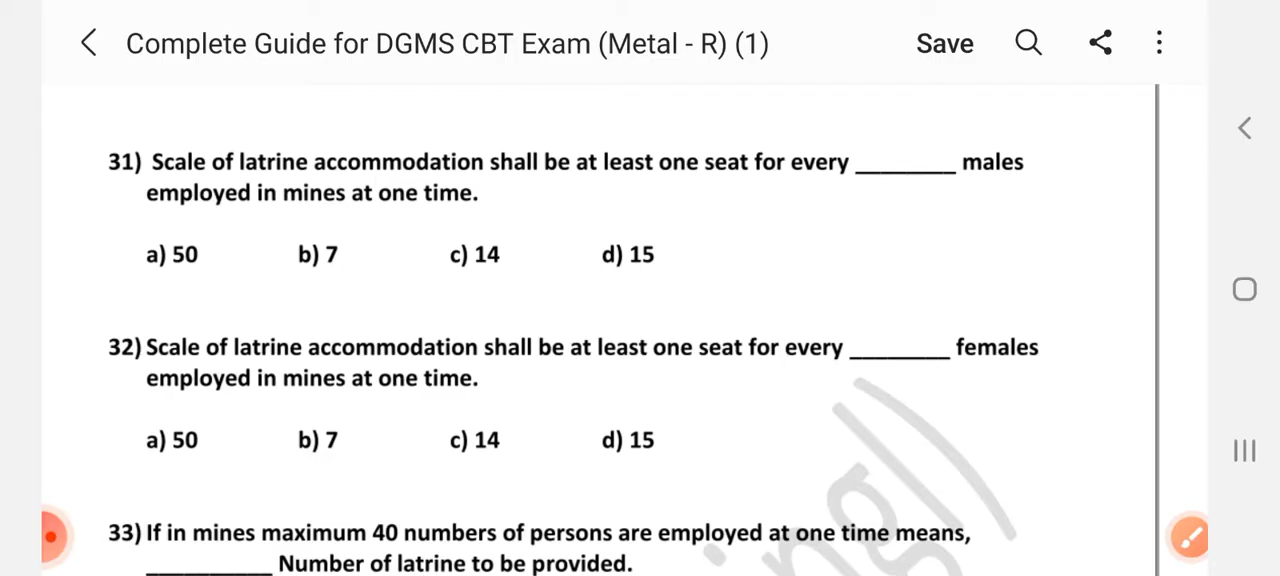 Complete Guide for DGMS CBT Exam (Metal - R) (1) Save
31) Scale of latrine accommodation shall be at least one seat for every ________ males
employed in mines at one time.
a) 50 b) 7 c) 14 d) 15
32) Scale of latrine accommodation shall be at least one seat for every ________ females
employed in mines at one time.
a) 50 b) 7 c) 14 d) 15
33) If in mines maximum 40 numbers of persons are employed at one time means,
__________ Number of latrine to be provided.
ing))